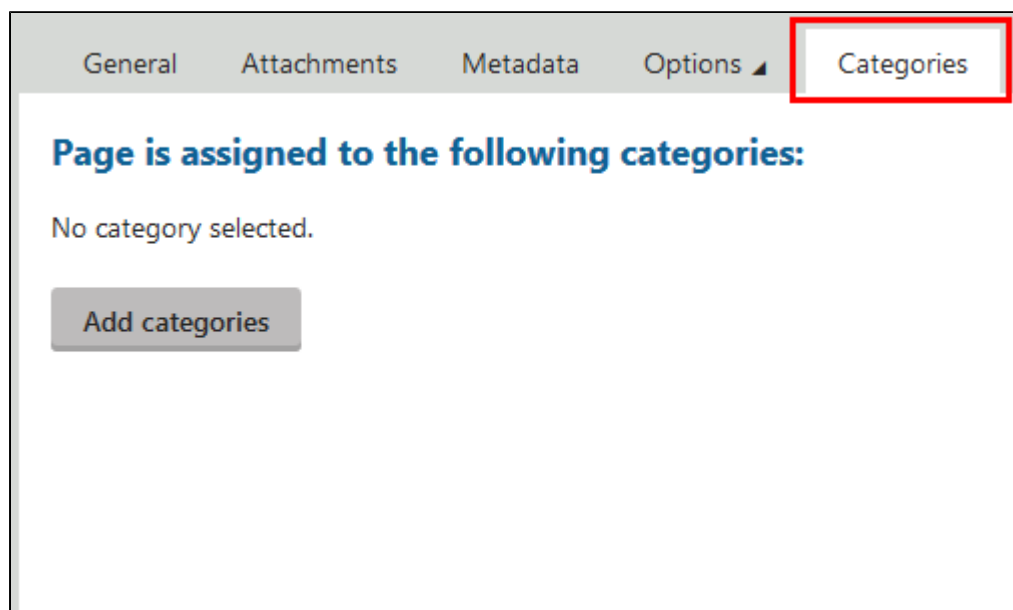 General Attachments Metadata Options Categories
Page is assigned to the following categories:
No category selected.
Add categories